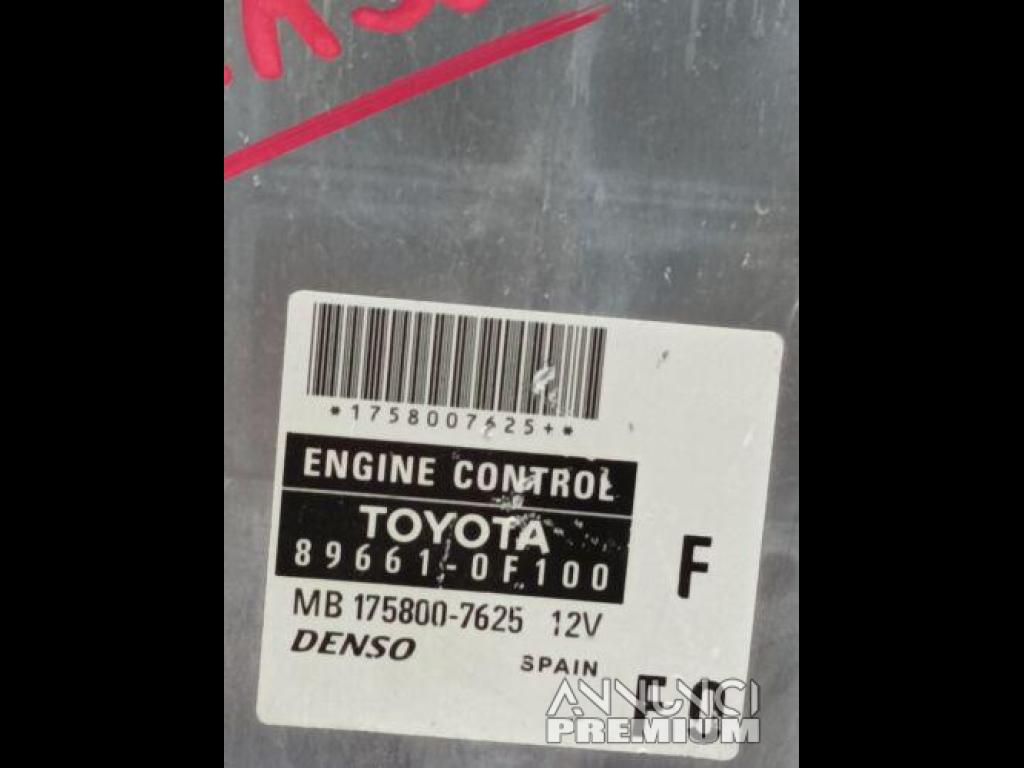 *1758007625+*
ENGINE CONTROL
TOYOTA
89661-0F100
F
MB 175800-7625 12V
DENSO
SPAIN
ANNUNCI
PREMIUM